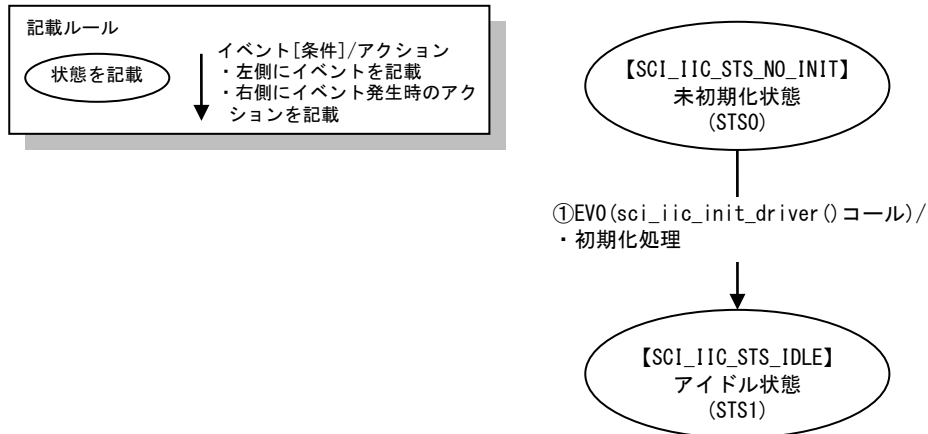 記載ルール
状態を記載
イベント[条件]/アクション
・左側にイベントを記載
・右側にイベント発生時のアク
ションを記載
【SCI_IIC_STS_NO_INIT】
未初期化状態
(STS0)
①EV0(sci_iic_init_driver()コール)/
・初期化処理
【SCI_IIC_STS_IDLE】
アイドル状態
(STS1)